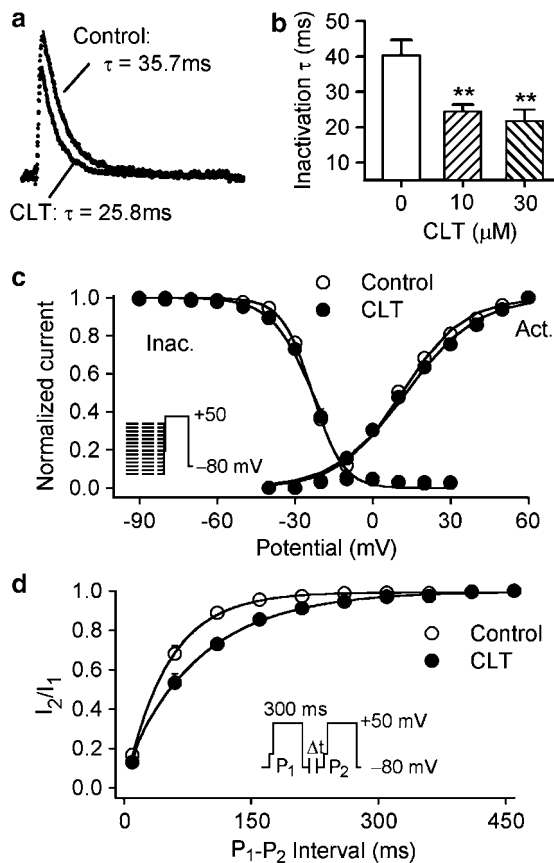 a
Control:
τ = 35.7ms
CLT: τ = 25.8ms
b
Inactivation τ (ms)
50
40
30
20
10
**
**
0
10
30
CLT (μM)
c
Control
CLT
Normalized current
1.0
0.8
0.6
0.4
0.2
0.0
Inac.
Act.
+50
−80 mV
-90
-60
-30
0
30
60
Potential (mV)
d
I2/I1
1.0
0.8
0.6
0.4
0.2
0.0
Control
CLT
300 ms
+50 mV
Δt
P1
P2
−80 mV
0
150
300
450
P1-P2 Interval (ms)